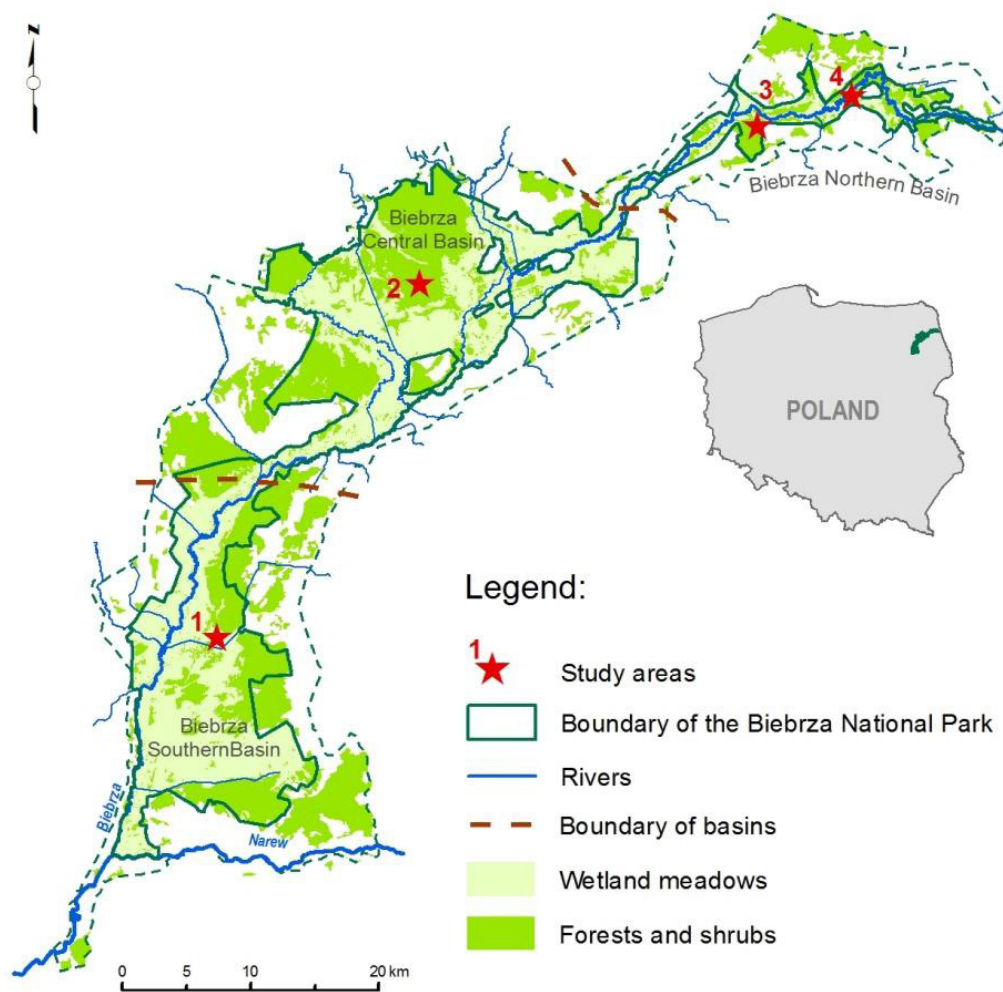 N
3
4
Biebrza Northern Basin
Biebrza
Central Basin
2
POLAND
1
Biebrza
SouthernBasin
Biebrza
Narew
Legend:
1
Study areas
Boundary of the Biebrza National Park
Rivers
Boundary of basins
Wetland meadows
Forests and shrubs
0 5 10 20 km